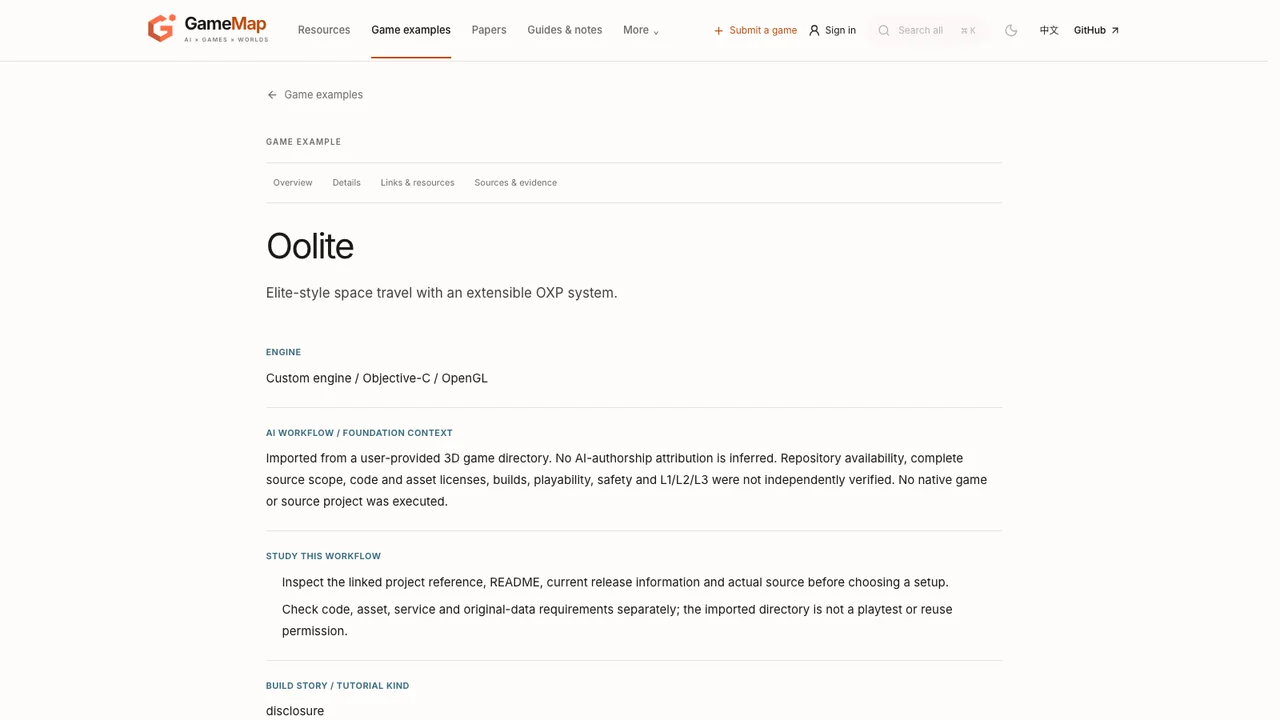 GameMap
AI × GAMES × WORLDS
Resources
Game examples
Papers
Guides & notes
More
+ Submit a game
Sign in
Search all
⌘ K
中文
GitHub ↗
← Game examples
GAME EXAMPLE
Overview
Details
Links & resources
Sources & evidence
Oolite
Elite-style space travel with an extensible OXP system.
ENGINE
Custom engine / Objective-C / OpenGL
AI WORKFLOW / FOUNDATION CONTEXT
Imported from a user-provided 3D game directory. No AI-authorship attribution is inferred. Repository availability, complete
source scope, code and asset licenses, builds, playability, safety and L1/L2/L3 were not independently verified. No native game
or source project was executed.
STUDY THIS WORKFLOW
Inspect the linked project reference, README, current release information and actual source before choosing a setup.
Check code, asset, service and original-data requirements separately; the imported directory is not a playtest or reuse
permission.
BUILD STORY / TUTORIAL KIND
disclosure